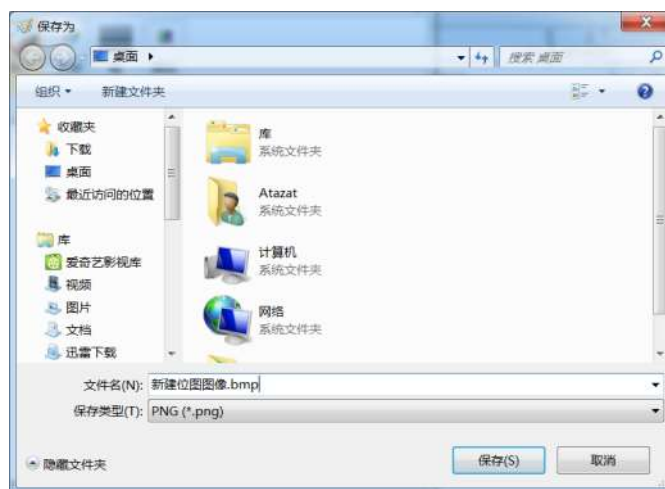 保存为
桌面
搜索 桌面
组织
新建文件夹
收藏夹
下载
桌面
最近访问的位置
库
爱奇艺影视库
视频
图片
文档
迅雷下载
库
系统文件夹
Atazat
系统文件夹
计算机
系统文件夹
网络
系统文件夹
文件名(N): 新建位图图像.bmp
保存类型(T): PNG (*.png)
隐藏文件夹
保存(S)
取消